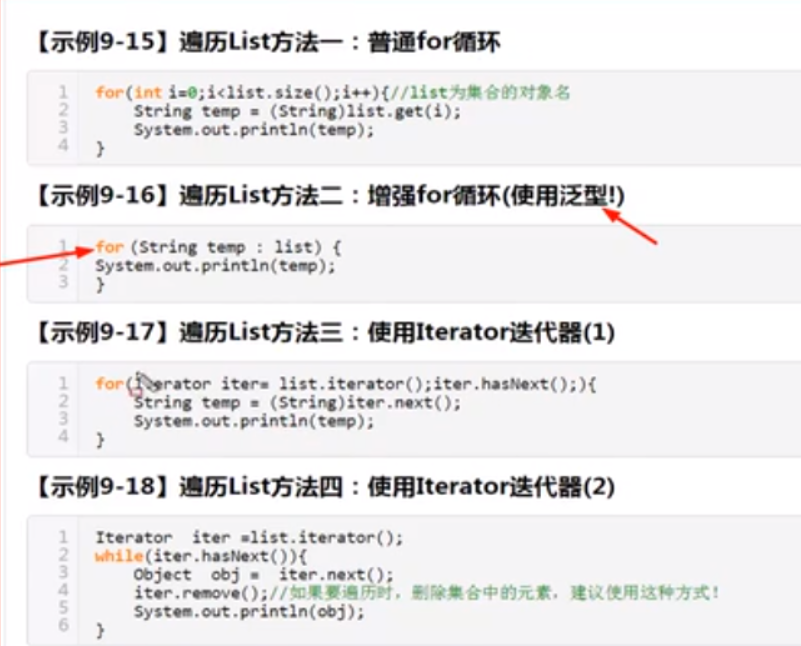 【示例9-15】遍历List方法一：普通for循环
1 for(int i=0;i<list.size();i++){//list为集合的对象名
2 String temp = (String)list.get(i);
3 System.out.println(temp);
4 }
【示例9-16】遍历List方法二：增强for循环(使用泛型!)
1 for (String temp : list) {
2 System.out.println(temp);
3 }
【示例9-17】遍历List方法三：使用Iterator迭代器(1)
1 for(Iterator iter= list.iterator();iter.hasNext();){
2 String temp = (String)iter.next();
3 System.out.println(temp);
4 }
【示例9-18】遍历List方法四：使用Iterator迭代器(2)
1 Iterator  iter =list.iterator();
2 while(iter.hasNext()){
3 Object  obj =  iter.next();
4 iter.remove();//如果要遍历时，删除集合中的元素，建议使用这种方式!
5 System.out.println(obj);
6 }